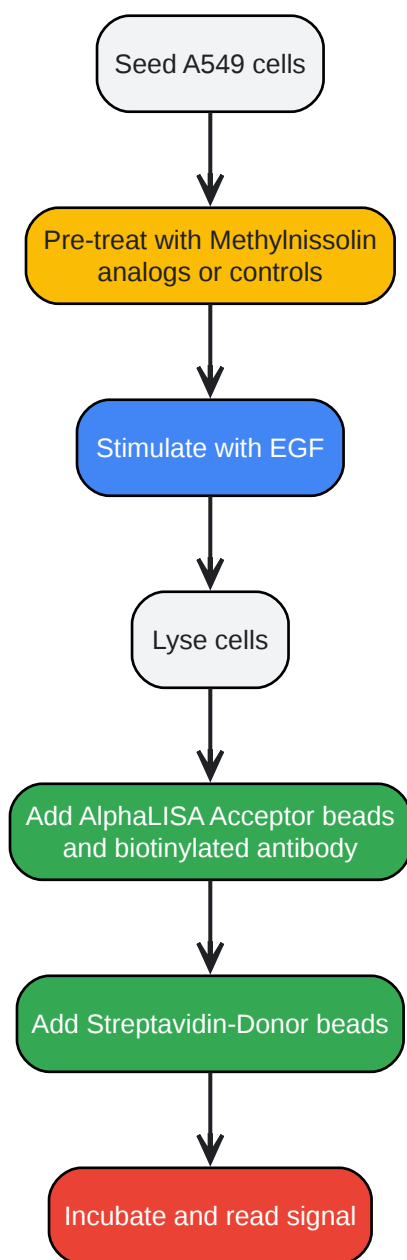 Seed A549 cells
Pre-treat with Methylnissolin
analogs or controls
Stimulate with EGF
Lyse cells
Add AlphaLISA Acceptor beads
and biotinylated antibody
Add Streptavidin-Donor beads
Incubate and read signal